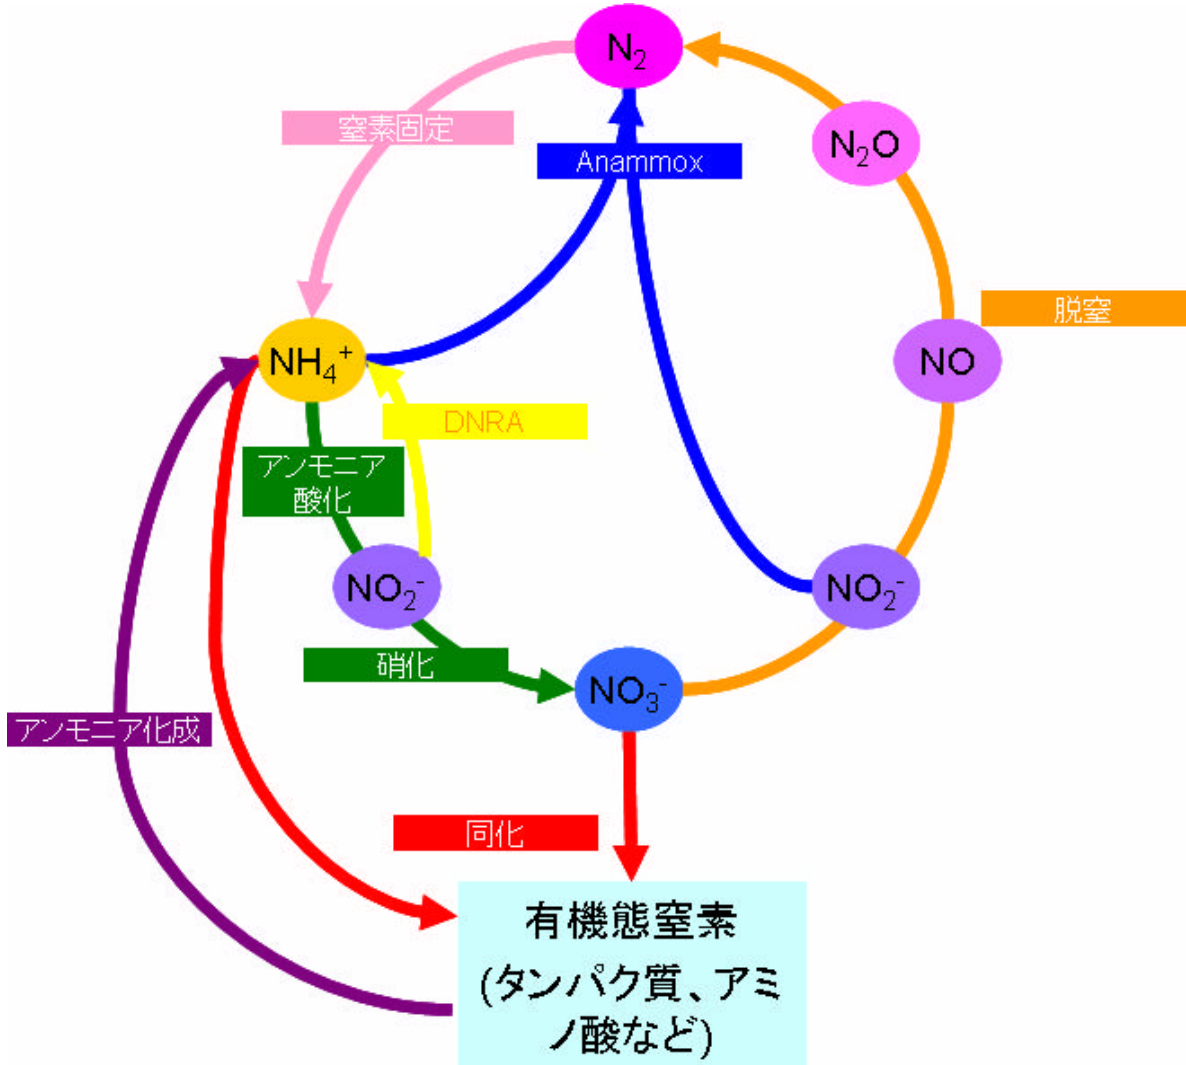 N₂
窒素固定
Anammox
N₂O
脱窒
NO
NH₄⁺
DNRA
アンモニア
酸化
NO₂⁻
NO₂⁻
硝化
NO₃⁻
アンモニア化成
同化
有機態窒素
(タンパク質、アミ
ノ酸など)